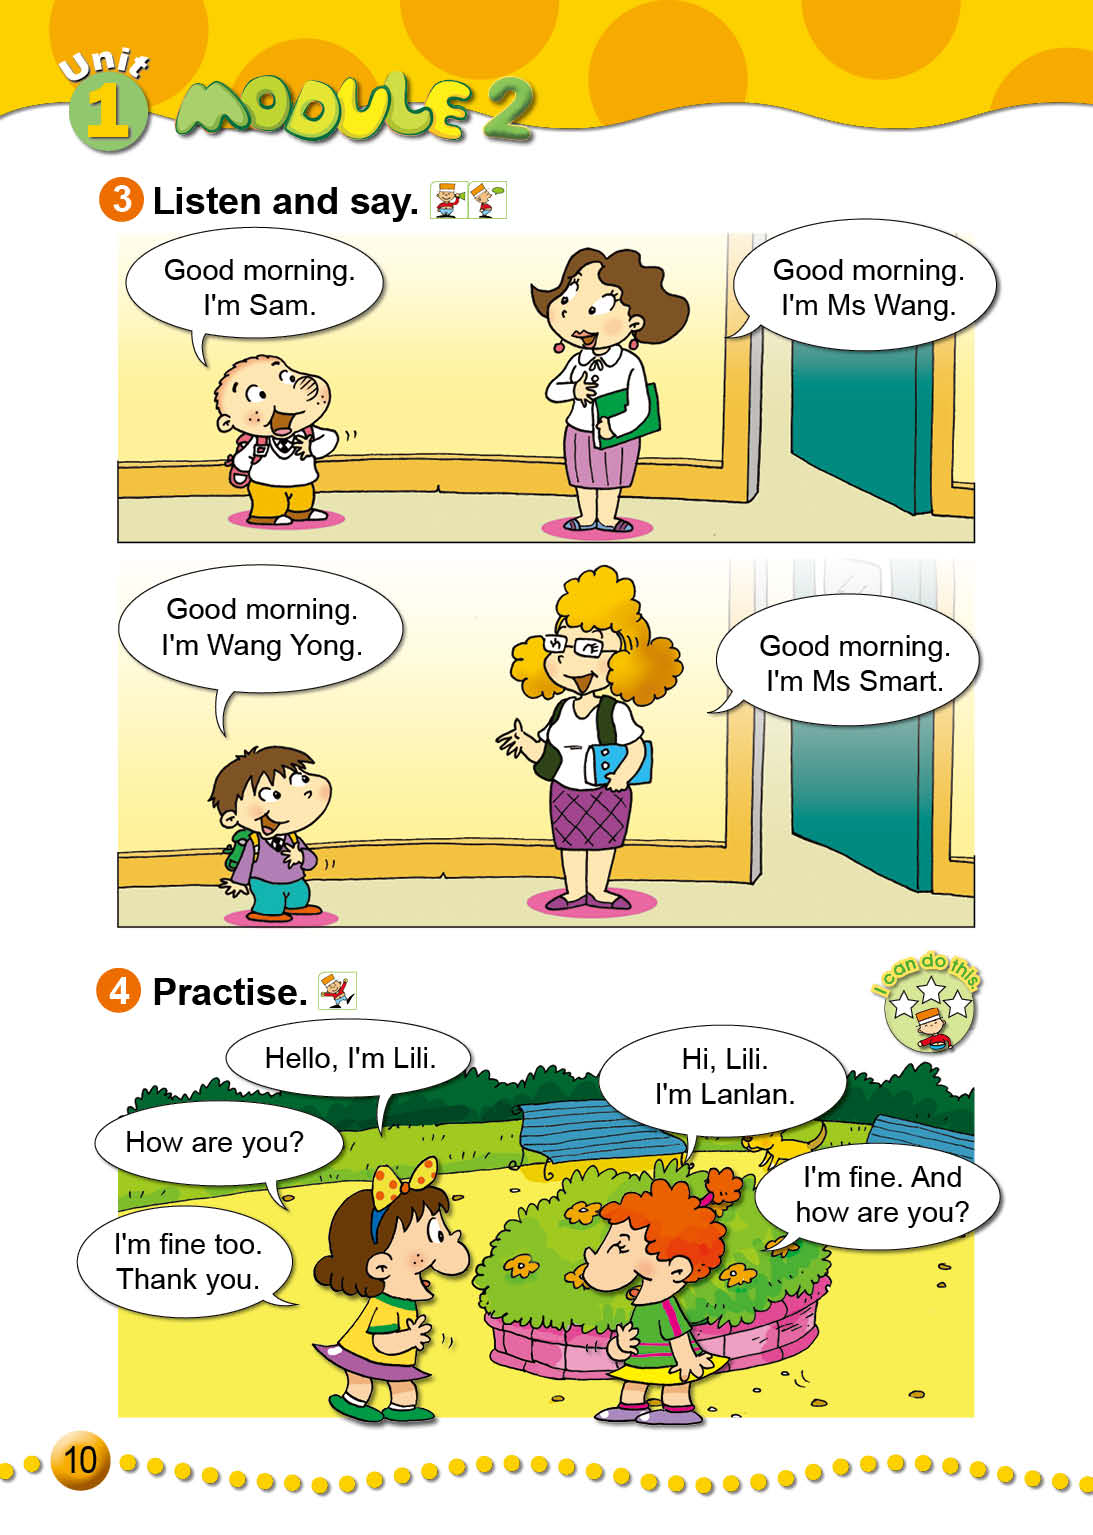 Unit
1 MODULE 2
3 Listen and say.
Good morning.
I'm Sam.
Good morning.
I'm Ms Wang.
Good morning.
I'm Wang Yong.
Good morning.
I'm Ms Smart.
4 Practise.
I can do this.
Hello, I'm Lili.
Hi, Lili.
I'm Lanlan.
How are you?
I'm fine. And
how are you?
I'm fine too.
Thank you.
10